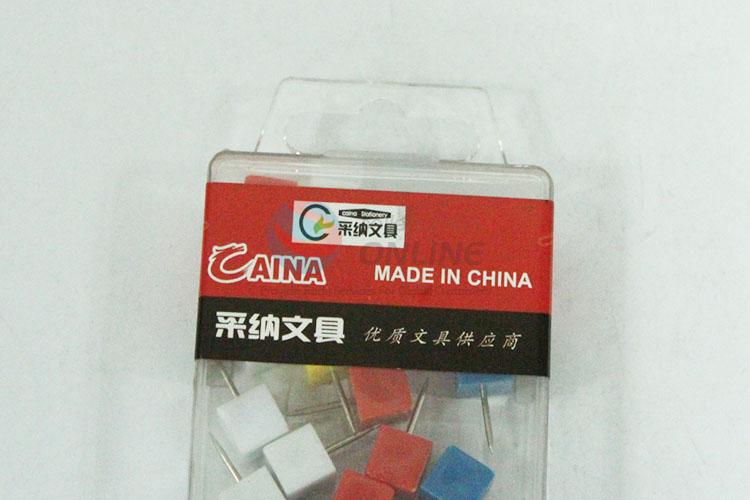 caina Stationery
采纳文具
CAINA
MADE IN CHINA
采纳文具 优质文具供应商
ONLINE